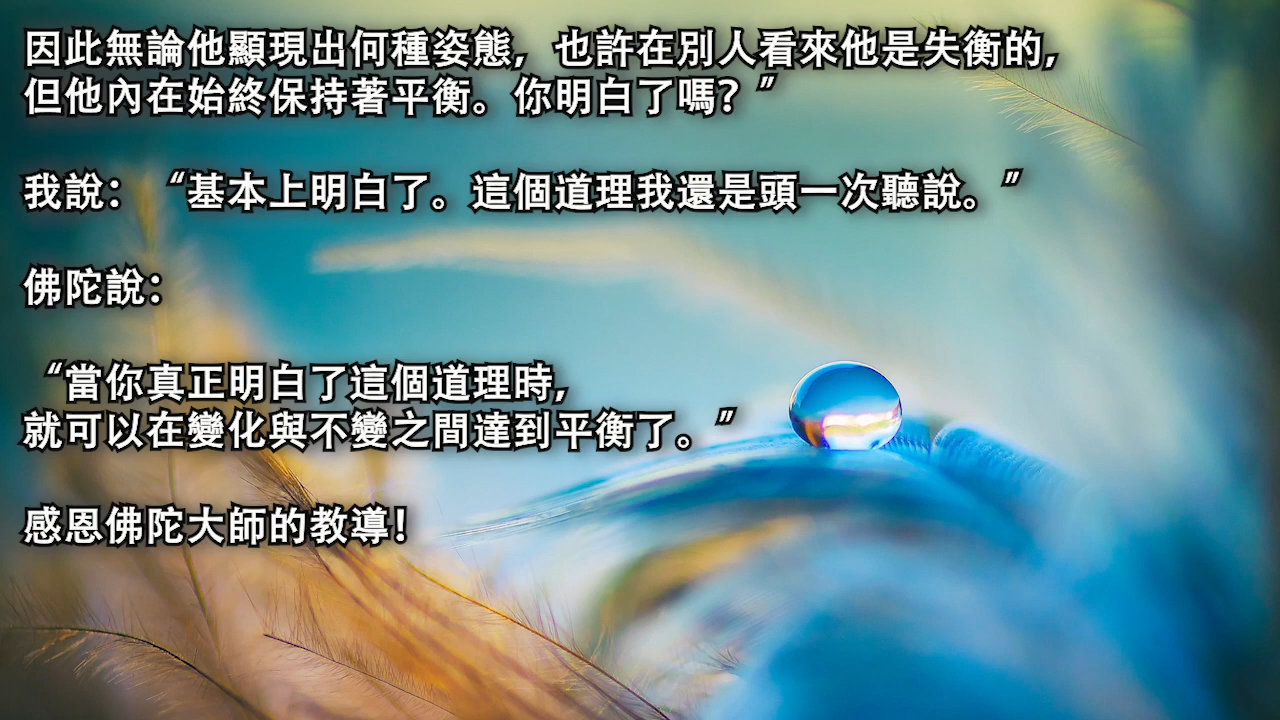 因此無論他顯現出何種姿態，也許在別人看來他是失衡的，
但他內在始終保持著平衡。你明白了嗎？”
我說：“基本上明白了。這個道理我還是頭一次聽說。”
佛陀說：
“當你真正明白了這個道理時，
就可以在變化與不變之間達到平衡了。”
感恩佛陀大師的教導！